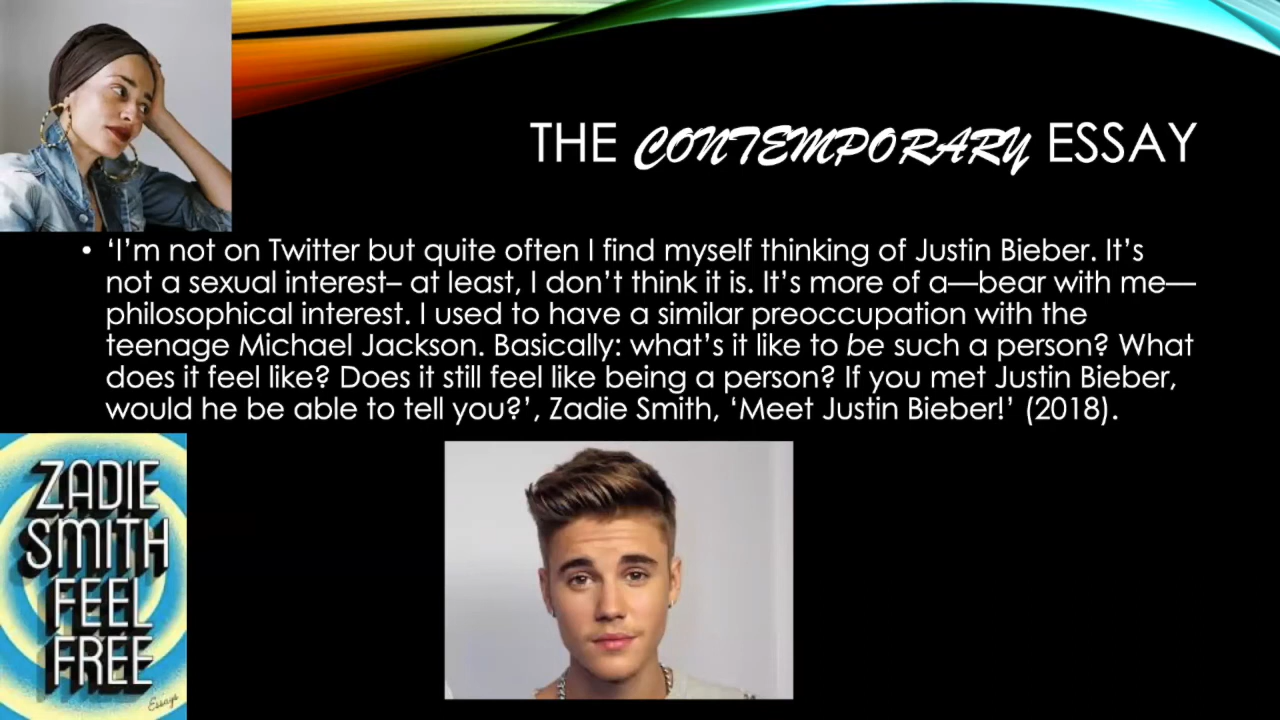 THE CONTEMPORARY ESSAY
• ‘I’m not on Twitter but quite often I find myself thinking of Justin Bieber. It’s
not a sexual interest– at least, I don’t think it is. It’s more of a—bear with me—
philosophical interest. I used to have a similar preoccupation with the
teenage Michael Jackson. Basically: what’s it like to be such a person? What
does it feel like? Does it still feel like being a person? If you met Justin Bieber,
would he be able to tell you?’, Zadie Smith, ‘Meet Justin Bieber!’ (2018).
ZADIE
SMITH
FEEL
FREE
Essays